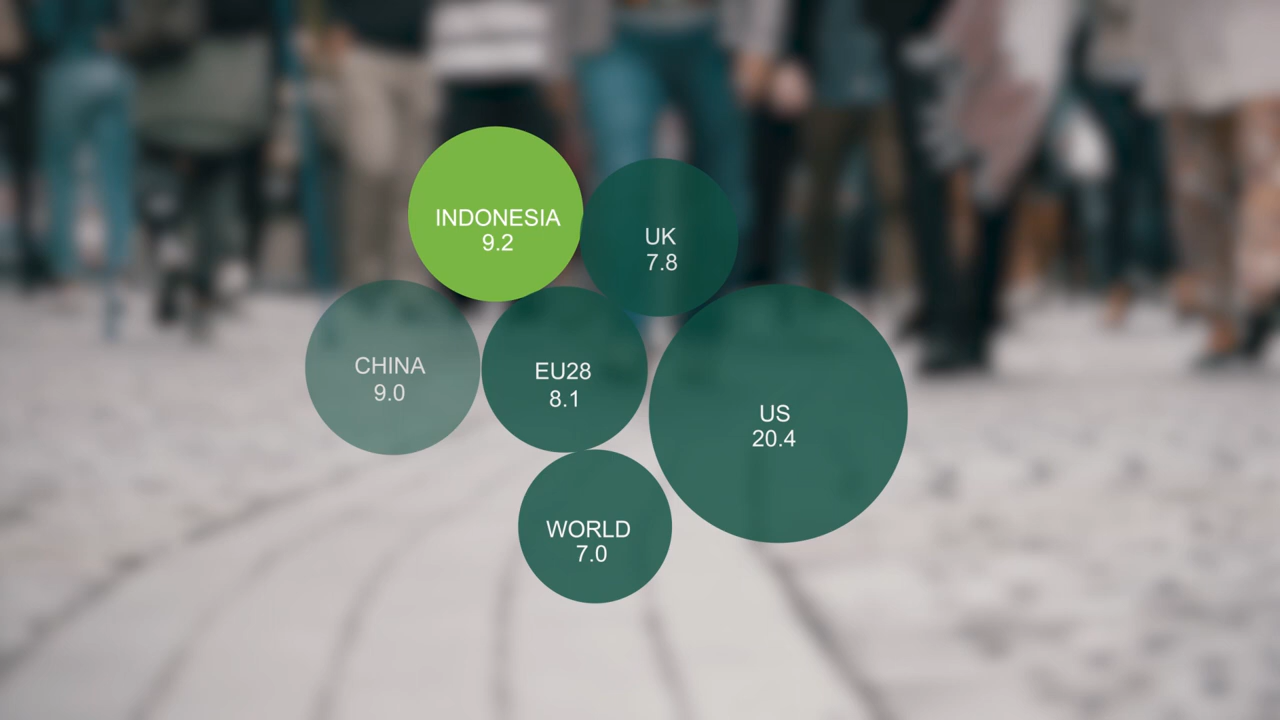 INDONESIA
9.2
UK
7.8
CHINA
9.0
EU28
8.1
US
20.4
WORLD
7.0